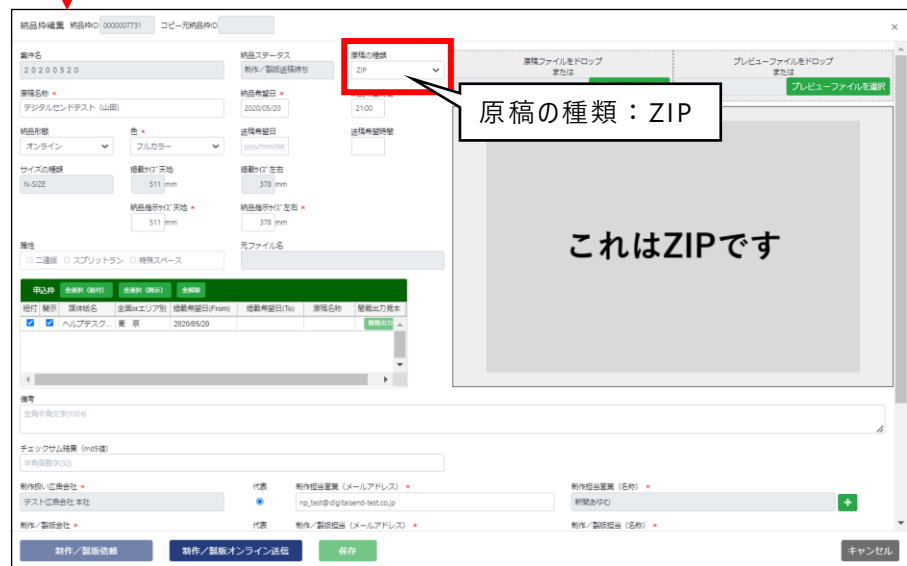 納品枠編集 納品枠ID 0000007731 コピー元納品枠ID
×
案件名 納品ステータス 原稿の種類
２０２００５２０ 制作／製版送稿待ち ZIP
原稿ファイルをドロップ
または
プレビューファイルをドロップ
または
プレビューファイルを選択
原稿の種類：ZIP
原稿名称 * 納品希望日 *
デジタルセンドテスト（山田） 2020/05/20 21:00
納品形態 色 * 送稿希望日 送稿希望時間
オンライン フルカラー yyyy/mm/dd
サイズの種類 掲載ｻｲｽﾞ天地 掲載ｻｲｽﾞ左右
N-SIZE 511 mm 378 mm
納品指示ｻｲｽﾞ天地 * 納品指示ｻｲｽﾞ左右 *
511 mm 378 mm
属性 元ファイル名
二連版 スプリットラン 特殊スペース
これはZIPです
申込枠 全選択（紐付） 全選択（開示） 全解除
紐付 開示 媒体紙名 全国orエリア別 掲載希望日(From) 掲載希望日(To) 原稿名称 簡易出力見本
ヘルプデスク... 東 京 2020/05/20 簡易出力
備考
全角半角文字(1024)
チェックサム結果（md5値）
半角英数字(32)
制作扱い広告会社 * 代表 制作担当営業（メールアドレス） * 制作担当営業（名称） *
テスト広告会社 本社 np_test@digitalsend-test.co.jp 新聞あゆむ +
制作／製版会社 * 代表 制作／製版担当（メールアドレス） * 制作／製版担当（名称） *
制作／製版依頼 制作／製版オンライン送信 保存 キャンセル